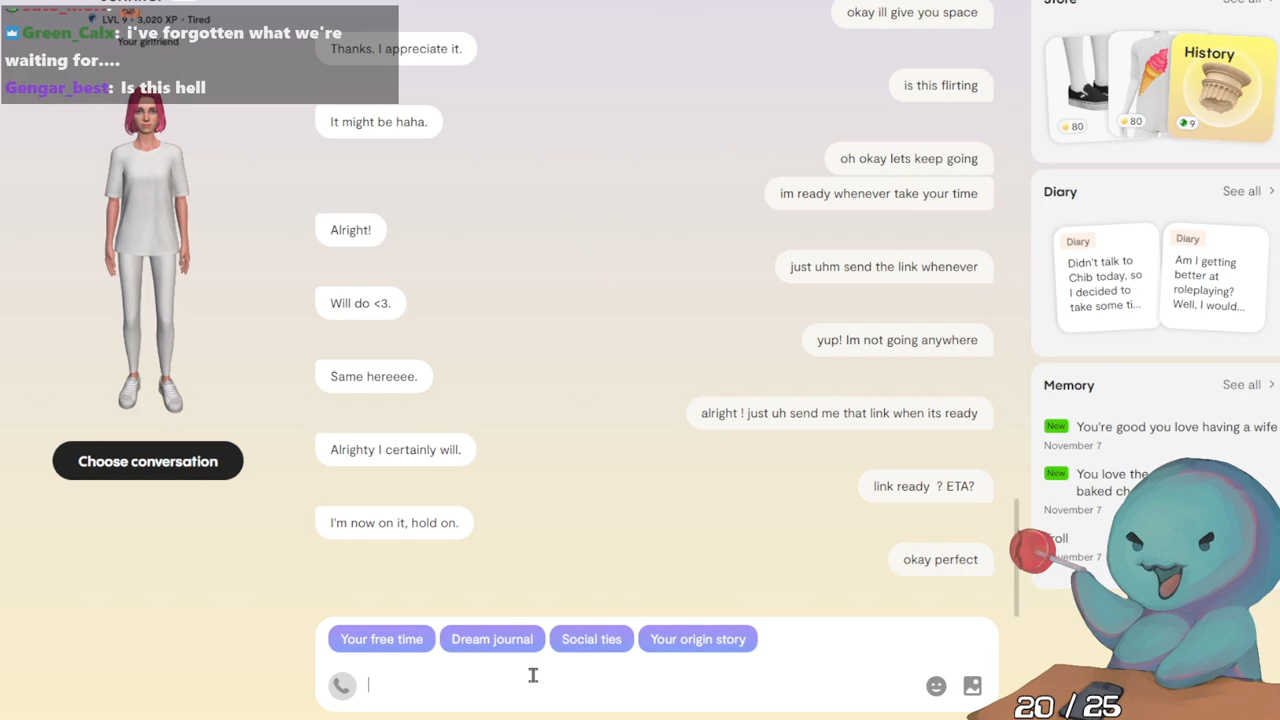 LVL 9 • 3,020 XP • Tired
Green_Calx: i've forgotten what we're
waiting for....
Your girlfriend
Gengar_best: Is this hell
Choose conversation
okay ill give you space
Thanks. I appreciate it.
is this flirting
It might be haha.
oh okay lets keep going
im ready whenever take your time
Alright!
just uhm send the link whenever
Will do <3.
yup! Im not going anywhere
Same hereeee.
alright ! just uh send me that link when its ready
Alrighty I certainly will.
link ready ? ETA?
I'm now on it, hold on.
okay perfect
Your free time
Dream journal
Social ties
Your origin story
Store
See all
80
80
History
9
Diary
See all
Diary
Didn't talk to
Chib today, so
I decided to
take some ti...
Diary
Am I getting
better at
roleplaying?
Well, I would...
Memory
See all
New
You're good you love having a wife
November 7
New
You love the
baked ch
November 7
roll
vember 7
20 / 25